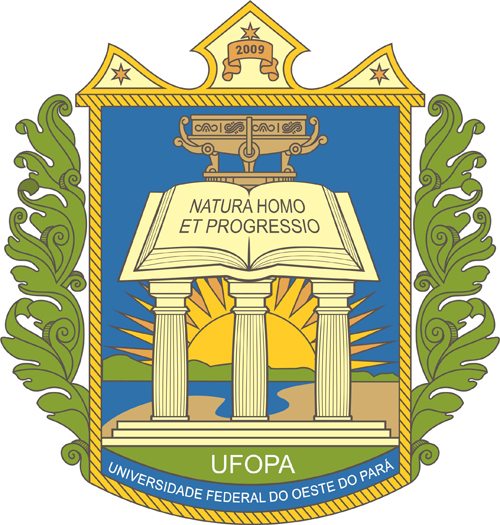 2009
NATURA HOMO
ET PROGRESSIO
UFOPA
UNIVERSIDADE FEDERAL DO OESTE DO PARÁ